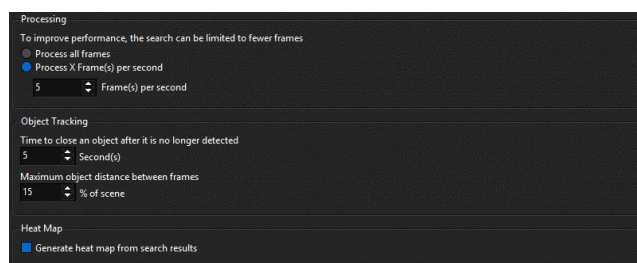 Processing
To improve performance, the search can be limited to fewer frames
Process all frames
Process X Frame(s) per second
5 Frame(s) per second
Object Tracking
Time to close an object after it is no longer detected
5 Second(s)
Maximum object distance between frames
15 % of scene
Heat Map
Generate heat map from search results